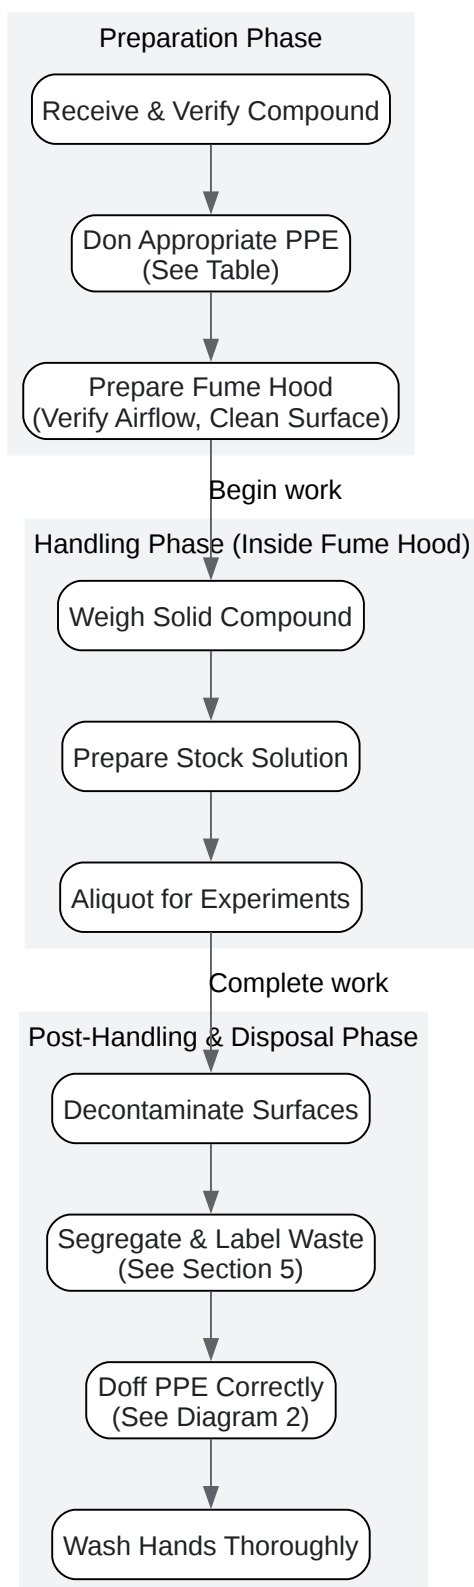 Preparation Phase
Receive & Verify Compound
Don Appropriate PPE
(See Table)
Prepare Fume Hood
(Verify Airflow, Clean Surface)
Begin work
Handling Phase (Inside Fume Hood)
Weigh Solid Compound
Prepare Stock Solution
Aliquot for Experiments
Complete work
Post-Handling & Disposal Phase
Decontaminate Surfaces
Segregate & Label Waste
(See Section 5)
Doff PPE Correctly
(See Diagram 2)
Wash Hands Thoroughly